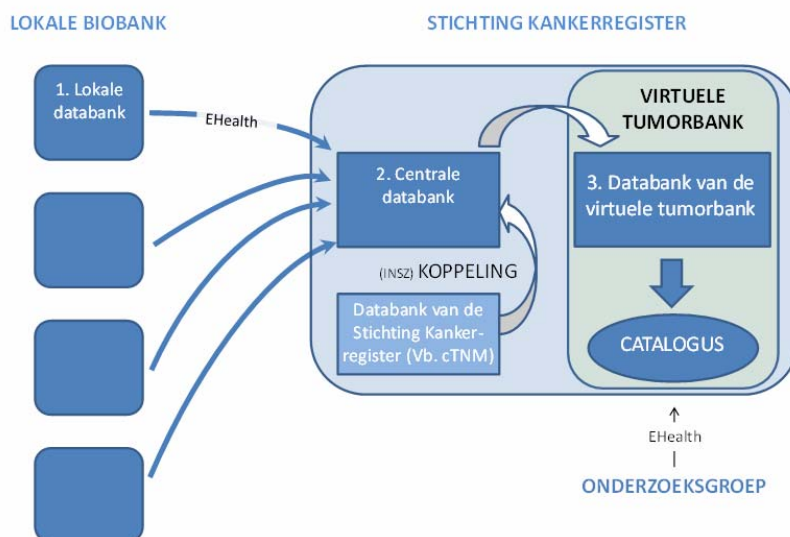 LOKALE BIOBANK
STICHTING KANKERREGISTER
1. Lokale
databank
EHealth
VIRTUELE
TUMORBANK
2. Centrale
databank
3. Databank van de
virtuele tumorbank
(INSZ) KOPPELING
Databank van de
Stichting Kanker-
register (Vb. cTNM)
CATALOGUS
EHealth
ONDERZOEKSGROEP